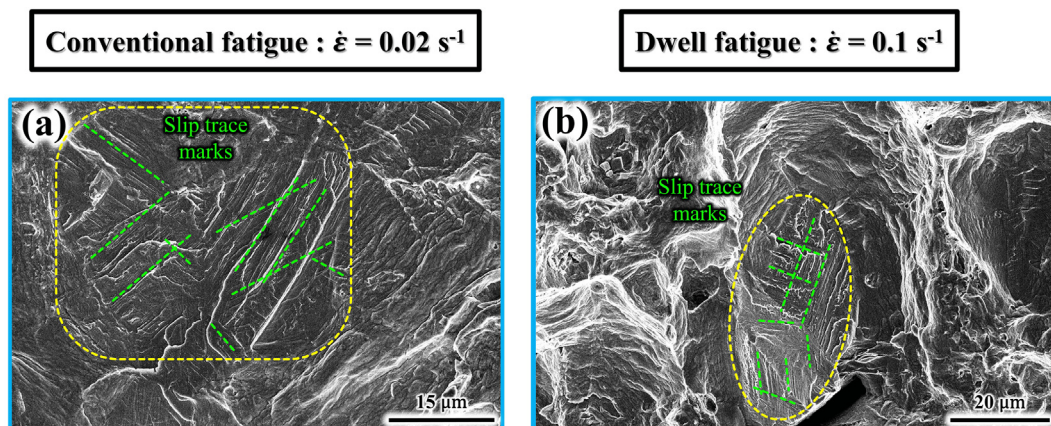 Conventional fatigue : ε̇ = 0.02 s⁻¹
Dwell fatigue : ε̇ = 0.1 s⁻¹
(a)
Slip trace
marks
15 μm
(b)
Slip trace
marks
20 μm